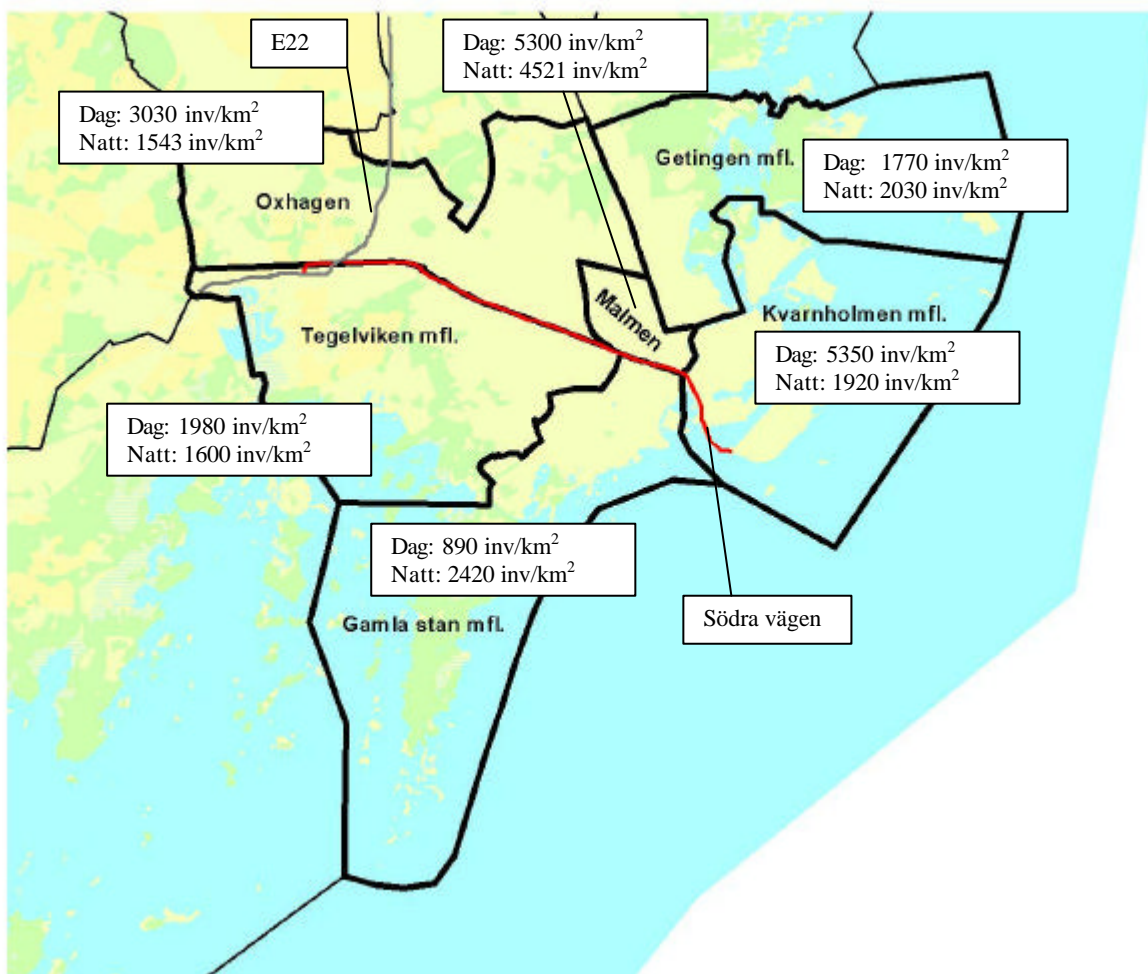 E22
Dag: 5300 inv/km²
Natt: 4521 inv/km²
Dag: 3030 inv/km²
Natt: 1543 inv/km²
Getingen mfl.
Dag: 1770 inv/km²
Natt: 2030 inv/km²
Oxhagen
Malmen
Kvarnholmen mfl.
Tegelviken mfl.
Dag: 5350 inv/km²
Natt: 1920 inv/km²
Dag: 1980 inv/km²
Natt: 1600 inv/km²
Dag: 890 inv/km²
Natt: 2420 inv/km²
Södra vägen
Gamla stan mfl.